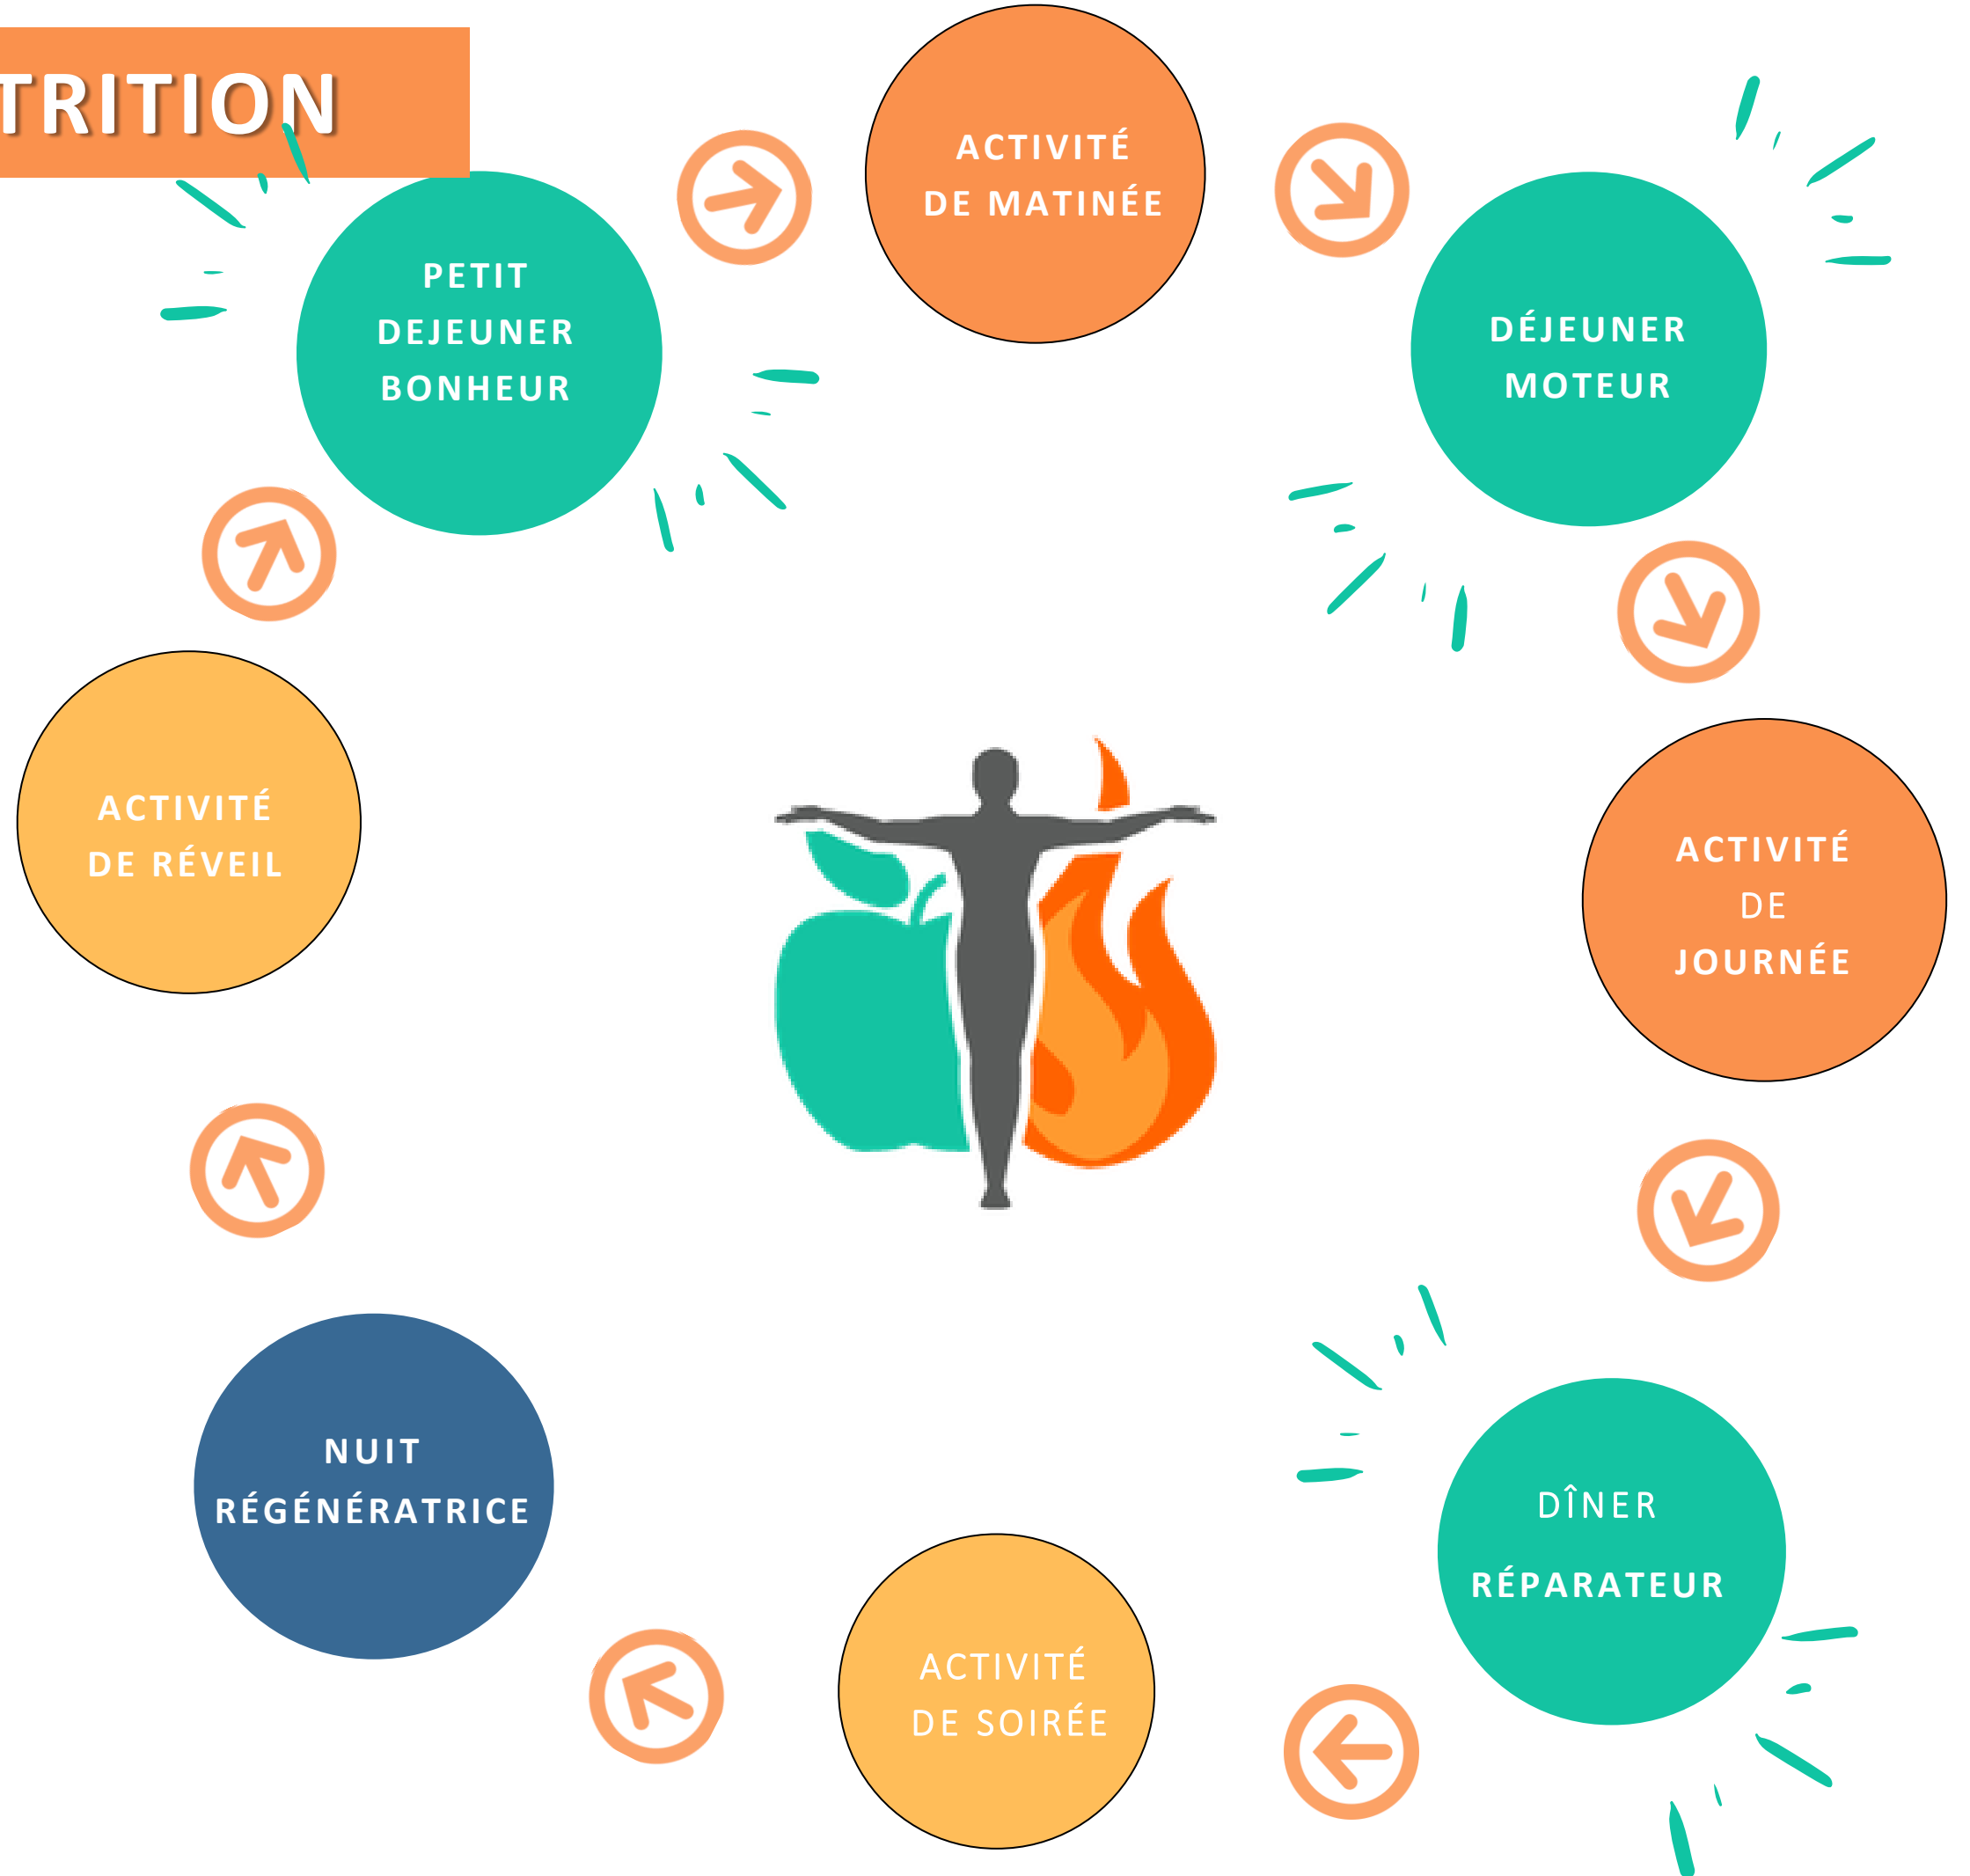 TRITION
ACTIVITÉ
DE MATINÉE
PETIT
DEJEUNER
BONHEUR
DÉJEUNER
MOTEUR
ACTIVITÉ
DE RÉVEIL
ACTIVITÉ
DE
JOURNÉE
NUIT
RÉGÉNÉRATRICE
DÎNER
RÉPARATEUR
ACTIVITÉ
DE SOIRÉE